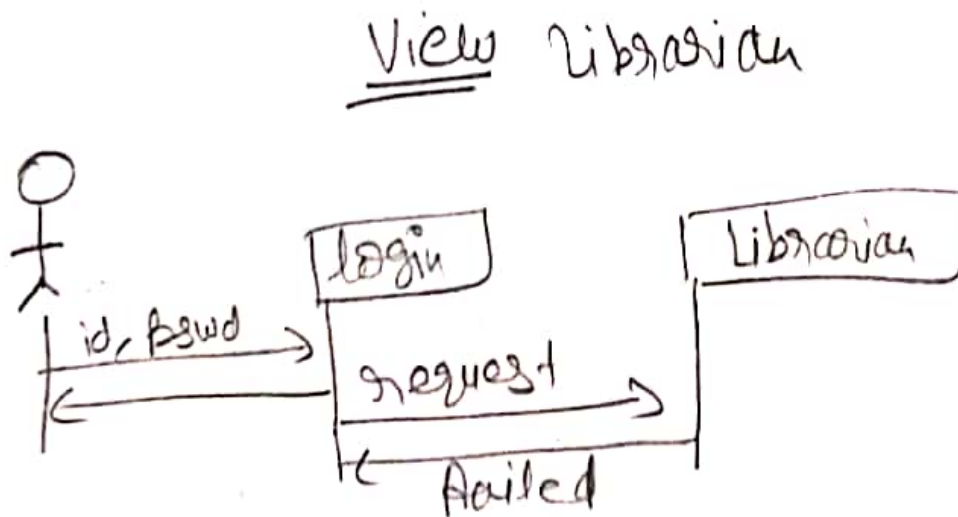 View Librarian
login
Librarian
id, pswd
request
failed